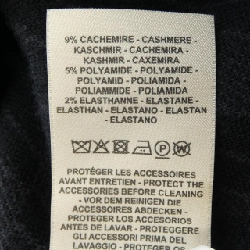 9% CACHEMIRE - CASHMERE -
KASCHMIR - CACHEMIRA -
KASHMIR - CAXEMIRA
5% POLYAMIDE - POLYAMIDE -
POLYAMID - POLIAMIDA -
POLIAMMIDE - POLIAMIDA
2% ELASTHANNE - ELASTANE -
ELASTHAN - ELASTANO - ELASTAN
- ELASTANO
PROTÉGER LES ACCESSOIRES
AVANT ENTRETIEN - PROTECT THE
ACCESSORIES BEFORE CLEANING
- VOR DEM REINIGEN DIE
ACCESSOIRES ABDECKEN -
PROTEGER LOS ACCESORIOS
ANTES DE LAVAR - PROTEGGERE
GLI ACCESSORI PRIMA DEL
LAVAGGIO - PROTEGER OS